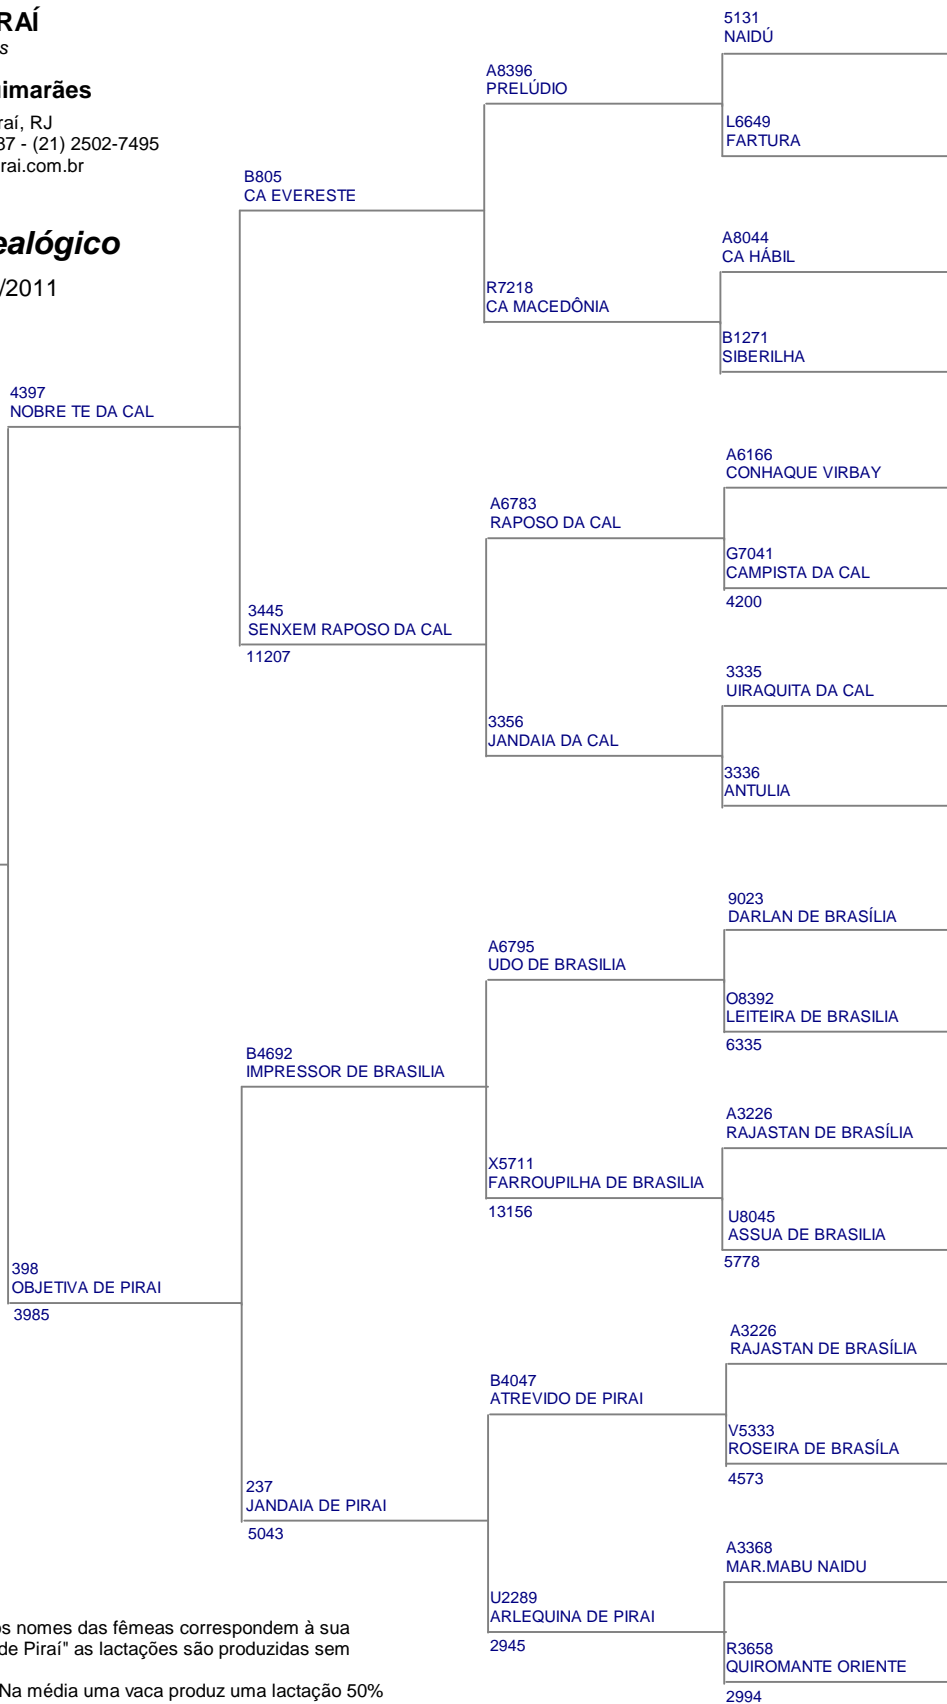 RAÍ
s
uimarães
raí, RJ
37 - (21) 2502-7495
rai.com.br
ealógico
/2011
5131
NAIDÚ
A8396
PRELÚDIO
L6649
FARTURA
B805
CA EVERESTE
A8044
CA HÁBIL
R7218
CA MACEDÔNIA
B1271
SIBERILHA
4397
NOBRE TE DA CAL
A6166
CONHAQUE VIRBAY
A6783
RAPOSO DA CAL
G7041
CAMPISTA DA CAL
4200
3445
SENXEM RAPOSO DA CAL
11207
3335
UIRAQUITA DA CAL
3356
JANDAIA DA CAL
3336
ANTULIA
9023
DARLAN DE BRASÍLIA
A6795
UDO DE BRASILIA
O8392
LEITEIRA DE BRASILIA
6335
B4692
IMPRESSOR DE BRASILIA
A3226
RAJASTAN DE BRASÍLIA
X5711
FARROUPILHA DE BRASILIA
13156
U8045
ASSUA DE BRASILIA
5778
398
OBJETIVA DE PIRAI
3985
A3226
RAJASTAN DE BRASÍLIA
B4047
ATREVIDO DE PIRAI
V5333
ROSEIRA DE BRASÍLA
4573
237
JANDAIA DE PIRAI
5043
A3368
MAR.MABU NAIDU
U2289
ARLEQUINA DE PIRAI
2945
R3658
QUIROMANTE ORIENTE
2994
os nomes das fêmeas correspondem à sua
de Piraí" as lactações são produzidas sem
Na média uma vaca produz uma lactação 50%